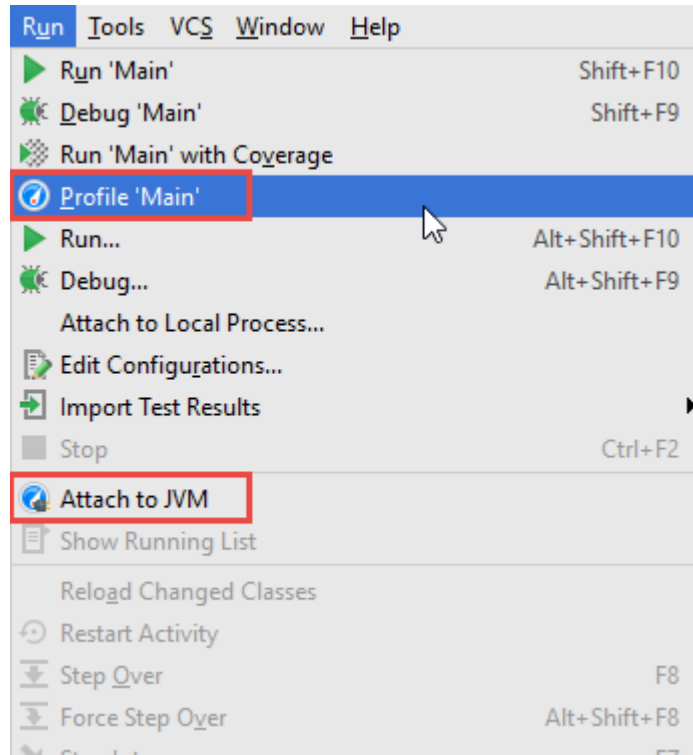 Run Tools VCS Window Help
Run 'Main' Shift+F10
Debug 'Main' Shift+F9
Run 'Main' with Coverage
Profile 'Main'
Run... Alt+Shift+F10
Debug... Alt+Shift+F9
Attach to Local Process...
Edit Configurations...
Import Test Results
Stop Ctrl+F2
Attach to JVM
Show Running List
Reload Changed Classes
Restart Activity
Step Over F8
Force Step Over Alt+Shift+F8